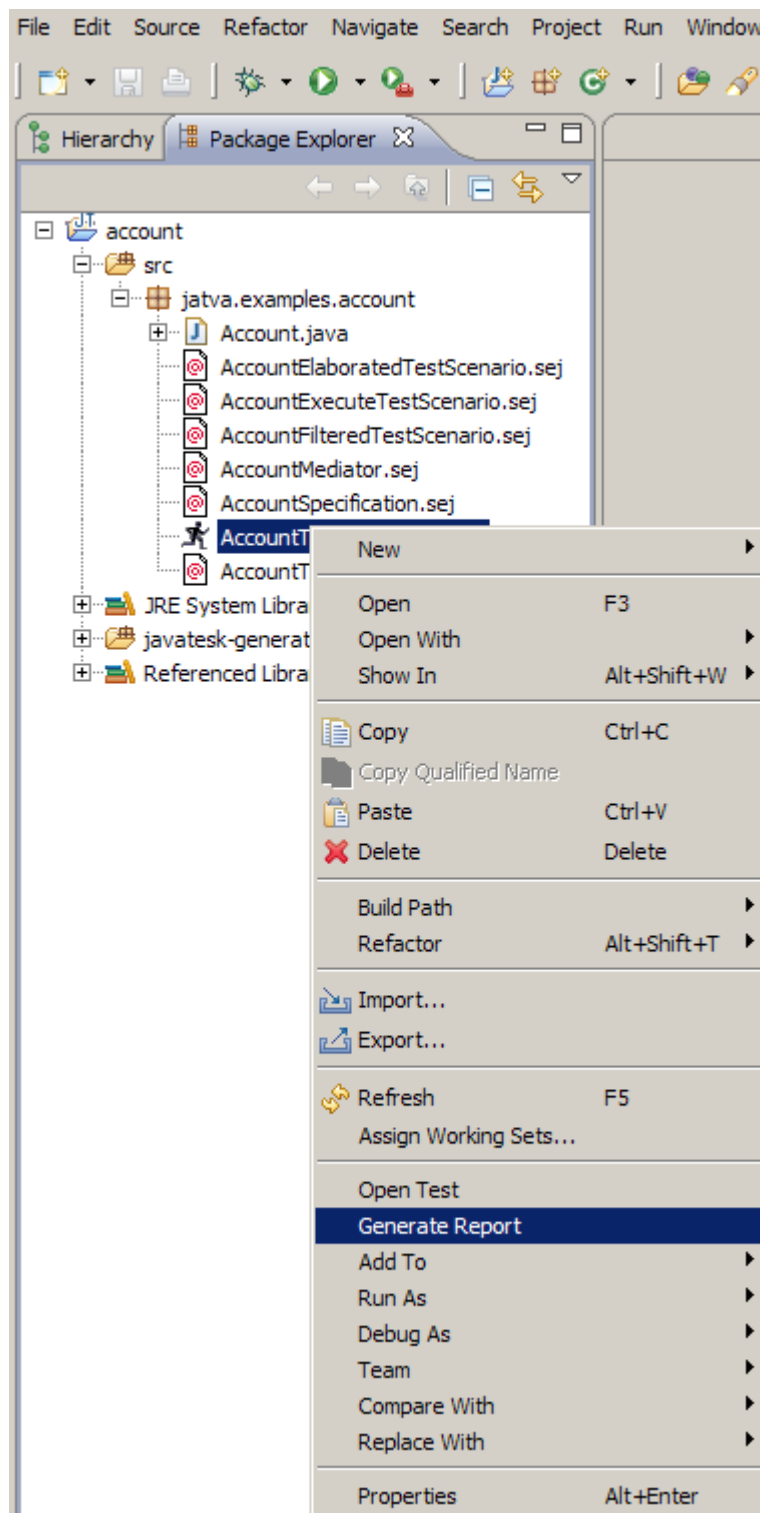 File Edit Source Refactor Navigate Search Project Run Window
Hierarchy Package Explorer
account
src
jatva.examples.account
Account.java
AccountElaboratedTestScenario.sej
AccountExecuteTestScenario.sej
AccountFilteredTestScenario.sej
AccountMediator.sej
AccountSpecification.sej
AccountT
AccountT
JRE System Libra
javatesk-generat
Referenced Libra
New
Open F3
Open With
Show In Alt+Shift+W
Copy Ctrl+C
Copy Qualified Name
Paste Ctrl+V
Delete Delete
Build Path
Refactor Alt+Shift+T
Import...
Export...
Refresh F5
Assign Working Sets...
Open Test
Generate Report
Add To
Run As
Debug As
Team
Compare With
Replace With
Properties Alt+Enter